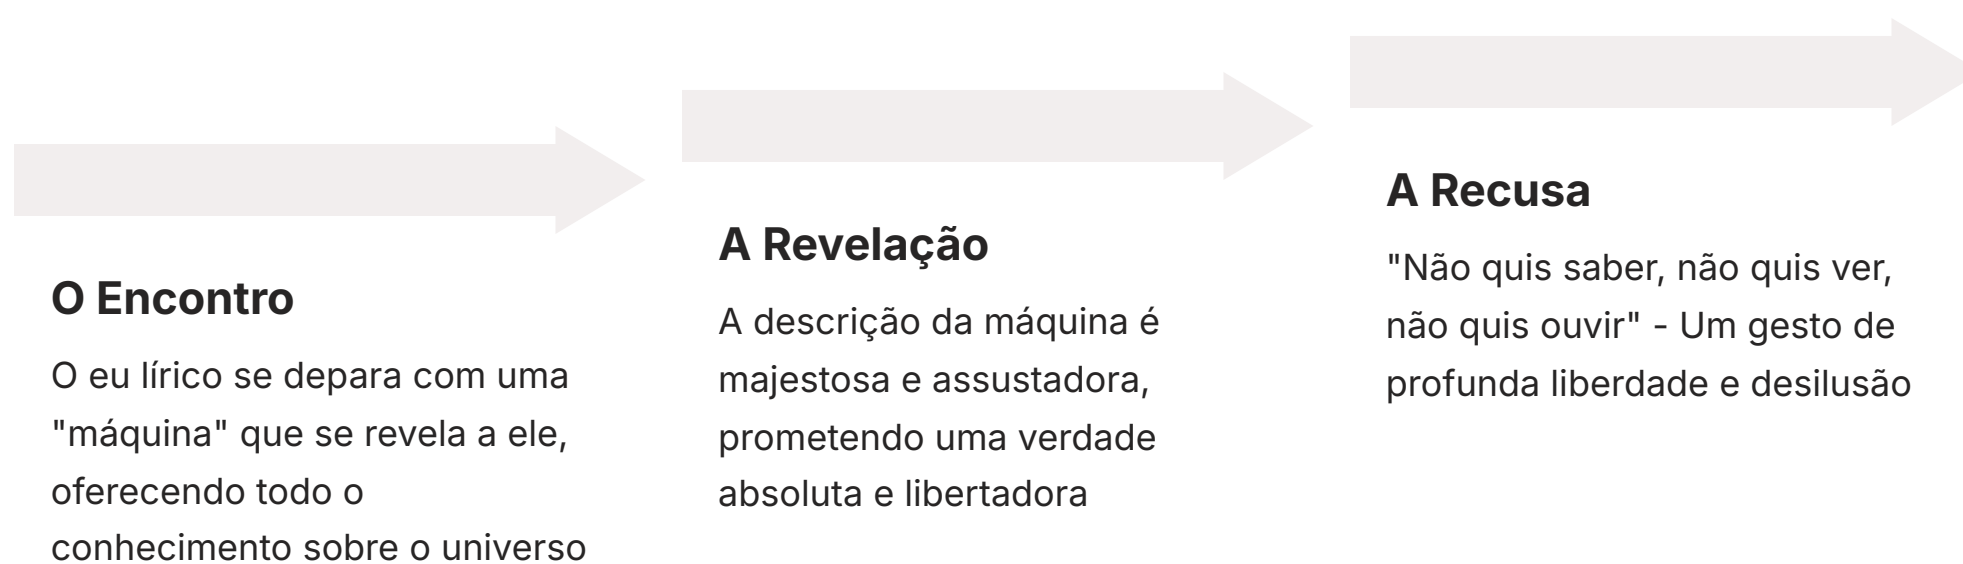 O Encontro
O eu lírico se depara com uma
"máquina" que se revela a ele,
oferecendo todo o
conhecimento sobre o universo
A Revelação
A descrição da máquina é
majestosa e assustadora,
prometendo uma verdade
absoluta e libertadora
A Recusa
"Não quis saber, não quis ver,
não quis ouvir" - Um gesto de
profunda liberdade e desilusão